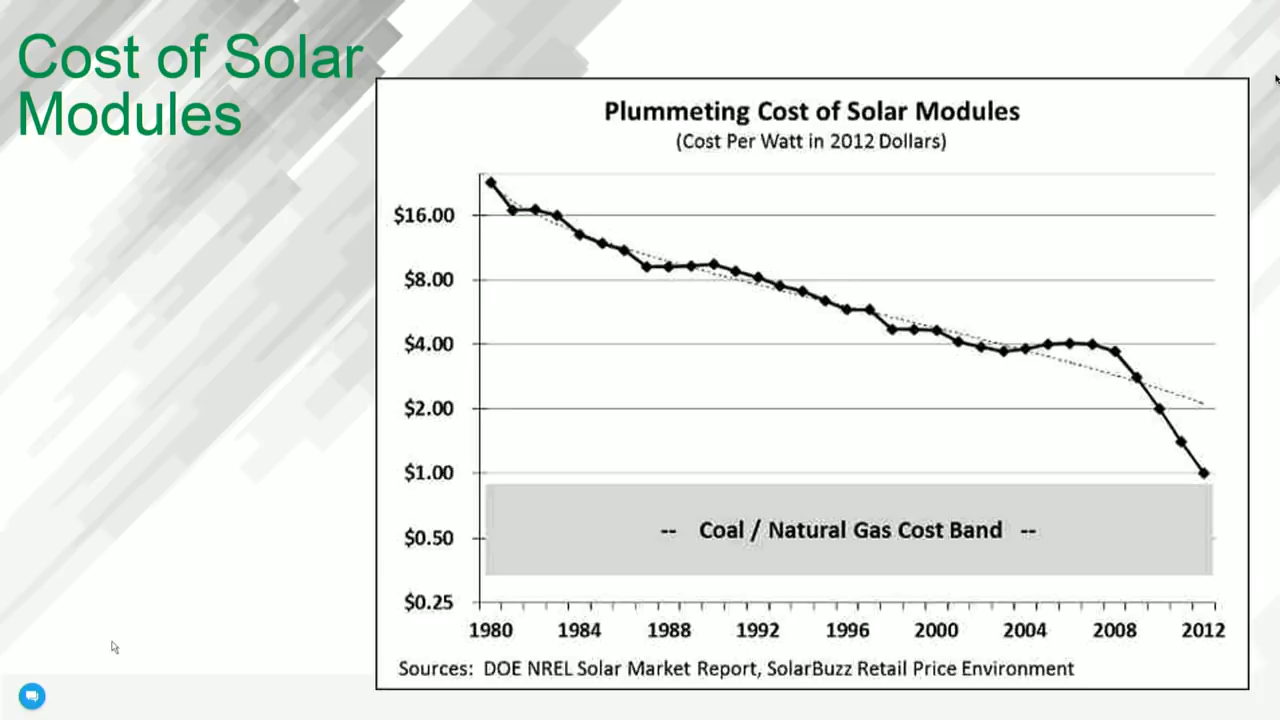 Cost of Solar
Modules
Plummeting Cost of Solar Modules
(Cost Per Watt in 2012 Dollars)
$16.00
$8.00
$4.00
$2.00
$1.00
-- Coal / Natural Gas Cost Band --
$0.50
$0.25
1980 1984 1988 1992 1996 2000 2004 2008 2012
Sources: DOE NREL Solar Market Report, SolarBuzz Retail Price Environment